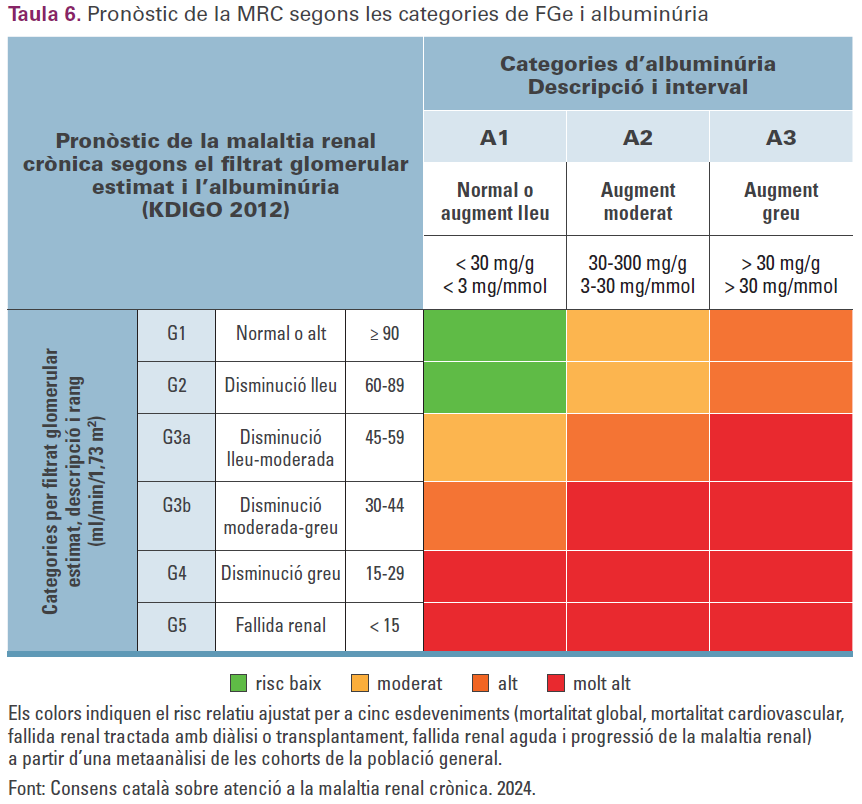 Taula 6. Pronòstic de la MRC segons les categories de FGe i albuminúria
Pronòstic de la malaltia renal
crònica segons el filtrat glomerular
estimat i l’albuminúria
(KDIGO 2012)
Categories d’albuminúria
Descripció i interval
A1
A2
A3
Normal o
augment lleu
Augment
moderat
Augment
greu
< 30 mg/g
< 3 mg/mmol
30-300 mg/g
3-30 mg/mmol
> 30 mg/g
> 30 mg/mmol
Categories per filtrat glomerular
estimat, descripció i rang
(ml/min/1,73 m²)
G1 Normal o alt ≥ 90
G2 Disminució lleu 60-89
G3a Disminució
lleu-moderada
45-59
G3b Disminució
moderada-greu
30-44
G4 Disminució greu 15-29
G5 Fallida renal < 15
risc baix moderat alt molt alt
Els colors indiquen el risc relatiu ajustat per a cinc esdeveniments (mortalitat global, mortalitat cardiovascular,
fallida renal tractada amb diàlisi o transplantament, fallida renal aguda i progressió de la malaltia renal)
a partir d’una metaanàlisi de les cohorts de la població general.
Font: Consens català sobre atenció a la malaltia renal crònica. 2024.